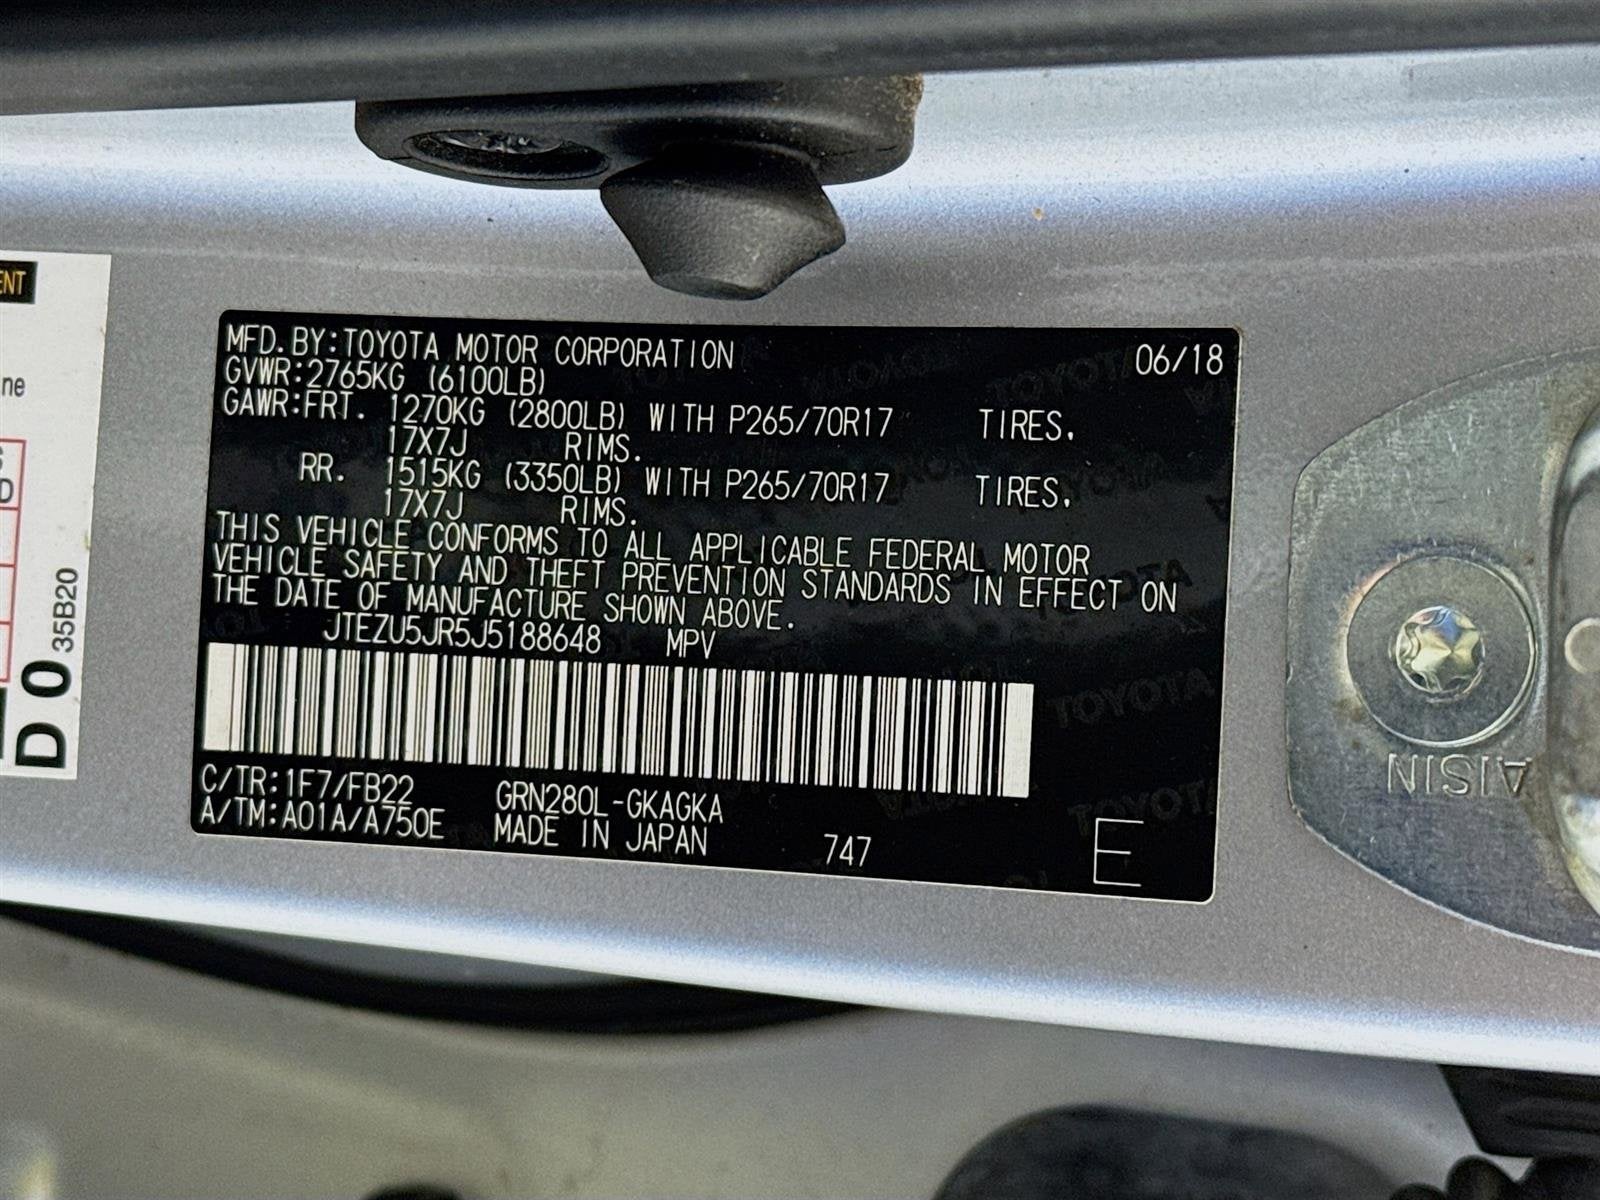 MFD. BY:TOYOTA MOTOR CORPORATION 06/18
GVWR:2765KG (6100LB)
GAWR:FRT. 1270KG (2800LB) WITH P265/70R17 TIRES.
17X7J RIMS.
RR. 1515KG (3350LB) WITH P265/70R17 TIRES.
17X7J RIMS.
THIS VEHICLE CONFORMS TO ALL APPLICABLE FEDERAL MOTOR
VEHICLE SAFETY AND THEFT PREVENTION STANDARDS IN EFFECT ON
THE DATE OF MANUFACTURE SHOWN ABOVE.
JTEZU5JR5J5188648 MPV
C/TR:1F7/FB22 GRN280L-GKAGKA
A/TM:A01A/A750E MADE IN JAPAN 747 E
D0
35B20
AISIN